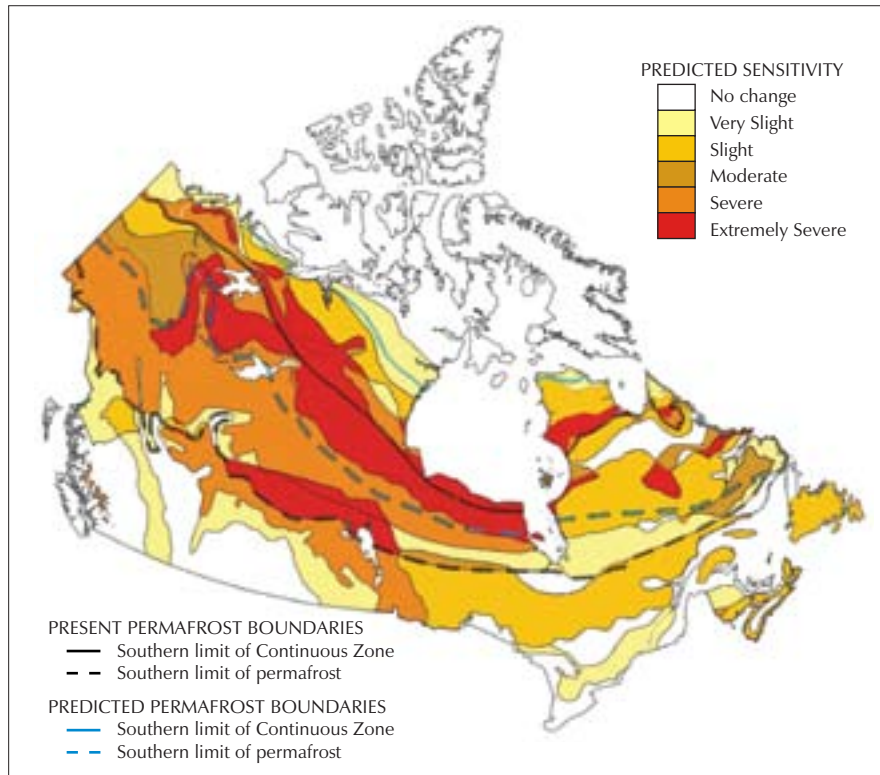 PREDICTED SENSITIVITY
No change
Very Slight
Slight
Moderate
Severe
Extremely Severe
PRESENT PERMAFROST BOUNDARIES
Southern limit of Continuous Zone
Southern limit of permafrost
PREDICTED PERMAFROST BOUNDARIES
Southern limit of Continuous Zone
Southern limit of permafrost